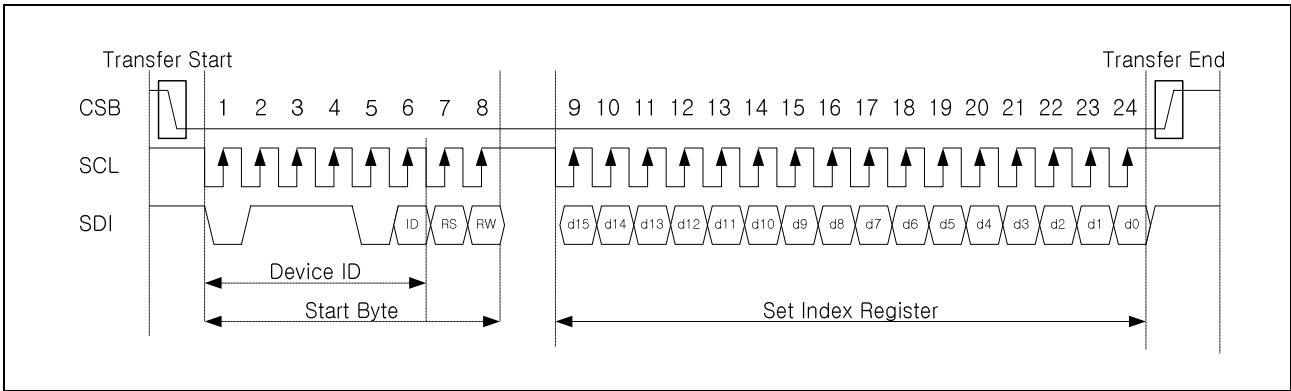 Transfer Start Transfer End
CSB 1 2 3 4 5 6 7 8 9 10 11 12 13 14 15 16 17 18 19 20 21 22 23 24
SCL
SDI ID RS RW d15 d14 d13 d12 d11 d10 d9 d8 d7 d6 d5 d4 d3 d2 d1 d0
Device ID
Start Byte Set Index Register